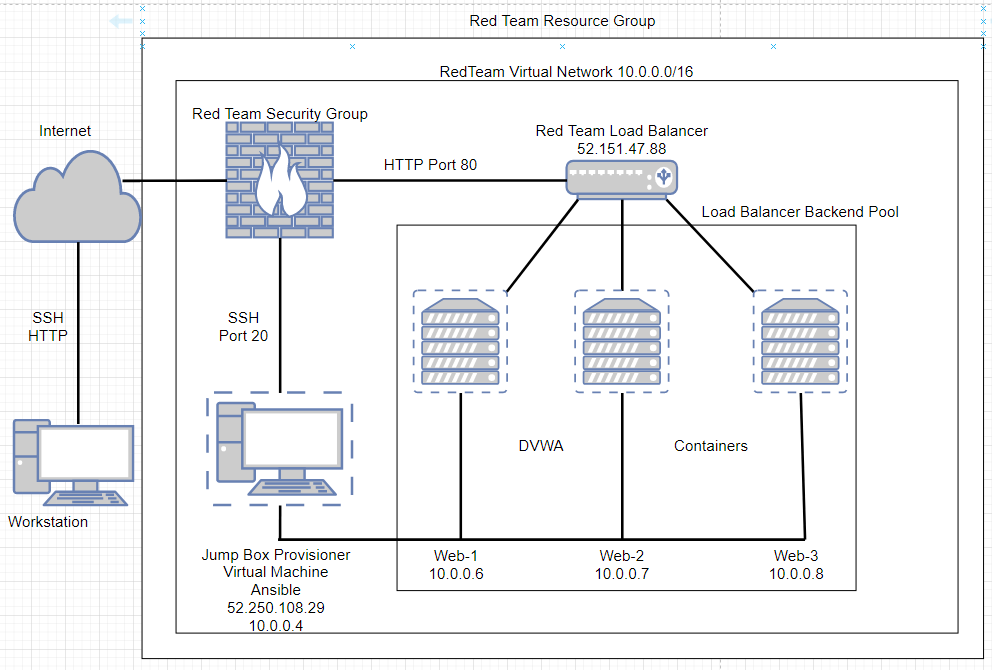 Red Team Resource Group
RedTeam Virtual Network 10.0.0.0/16
Red Team Security Group
Internet
Red Team Load Balancer
52.151.47.88
HTTP Port 80
Load Balancer Backend Pool
SSH
HTTP
SSH
Port 20
DVWA
Containers
Workstation
Jump Box Provisioner
Virtual Machine
Ansible
52.250.108.29
10.0.0.4
Web-1
10.0.0.6
Web-2
10.0.0.7
Web-3
10.0.0.8